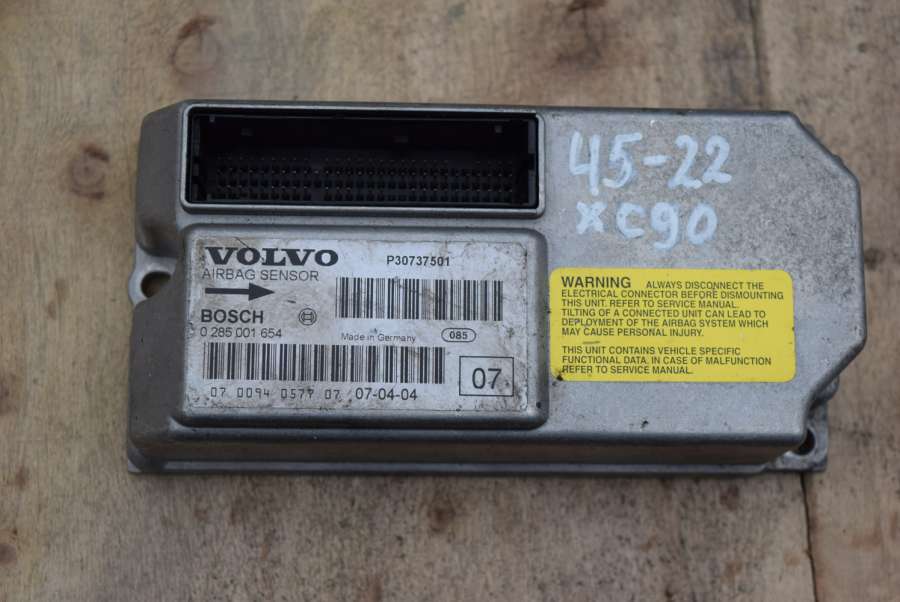 45-22
xc90
VOLVO
AIRBAG SENSOR
P30737501
BOSCH
0 285 001 654
Made in Germany
085
07 0094 0577 07 07-04-04
07
WARNING ALWAYS DISCONNECT THE
ELECTRICAL CONNECTOR BEFORE DISMOUNTING
THIS UNIT. REFER TO SERVICE MANUAL.
TILTING OF A CONNECTED UNIT CAN LEAD TO
DEPLOYMENT OF THE AIRBAG SYSTEM WHICH
MAY CAUSE PERSONAL INJURY.
THIS UNIT CONTAINS VEHICLE SPECIFIC
FUNCTIONAL DATA. IN CASE OF MALFUNCTION
REFER TO SERVICE MANUAL.